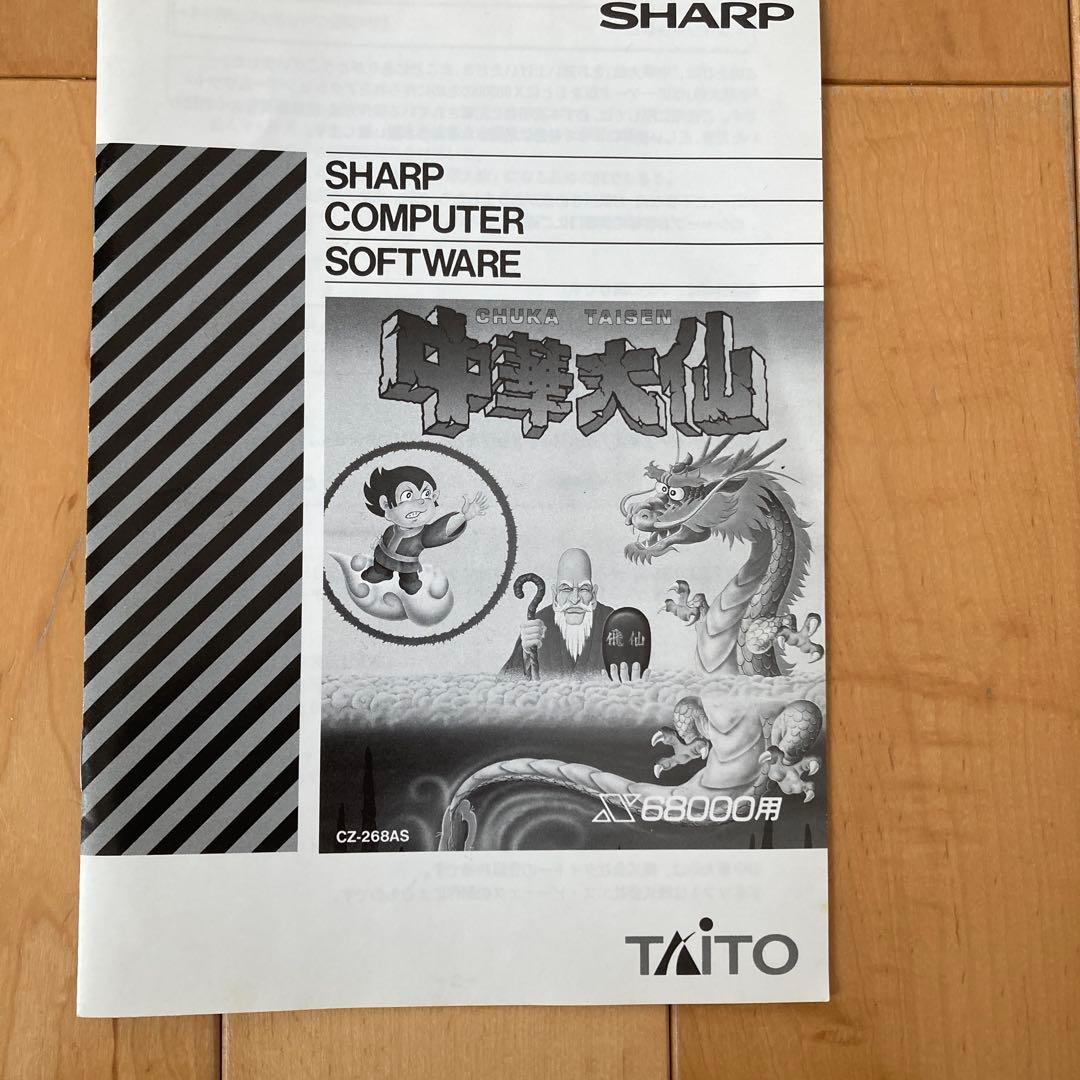 SHARP
SHARP
COMPUTER
SOFTWARE
CHUKA TAISEN
中華大仙
飛仙
X68000用
CZ-268AS
TAITO